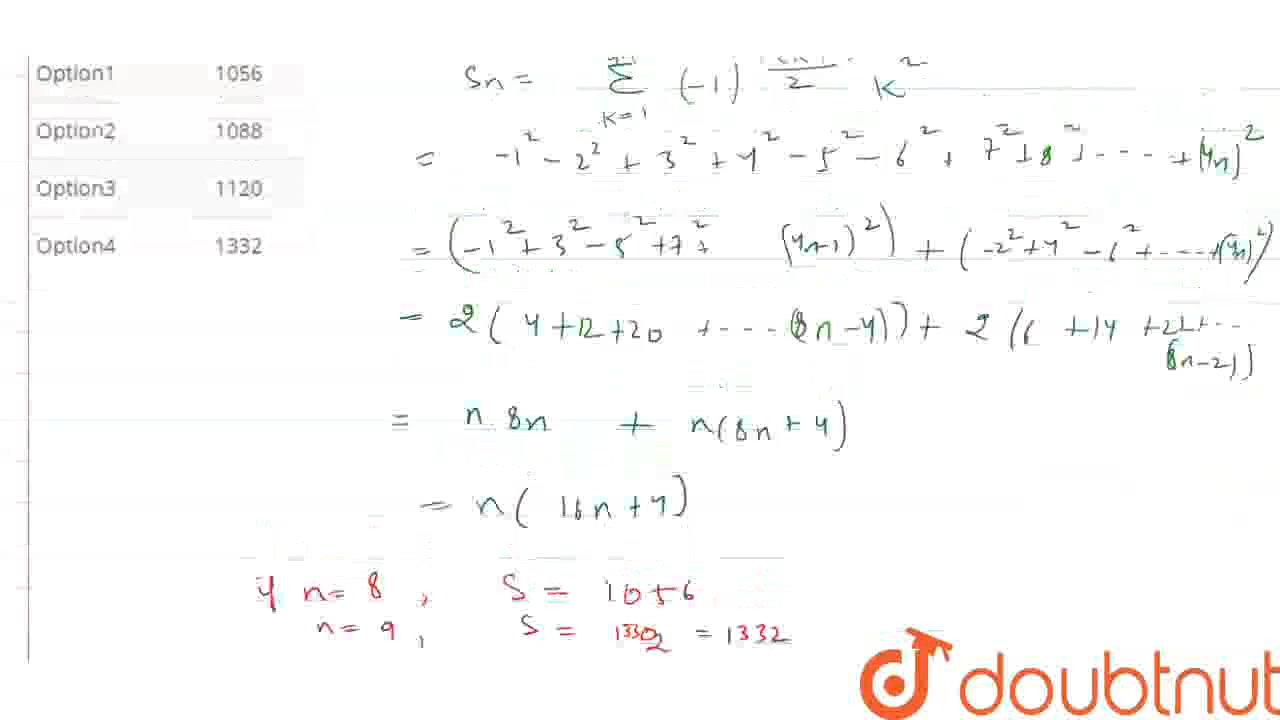 Option1 1056
Option2 1088
Option3 1120
Option4 1332
Sn = Σ K=1 (-1) 2 K²
= -1² - 2² + 3² + 4² - 5² - 6² + 7² + 8² + ---- + (4n)²
= (-1² + 3² - 5² + 7² + (4n-1)²) + (-2² + 4² - 6² + ---- + (4n)²)
= 2 ( 4 + 12 + 20 + ---- (8n - 4)) + 2 (6 + 14 + 22 + ---
(8n-2))
= n 8n + n(8n + 4)
= n ( 16n + 4)
if n = 8 , S = 1056
n = 9 , S = 1332 = 1332
doubtnut